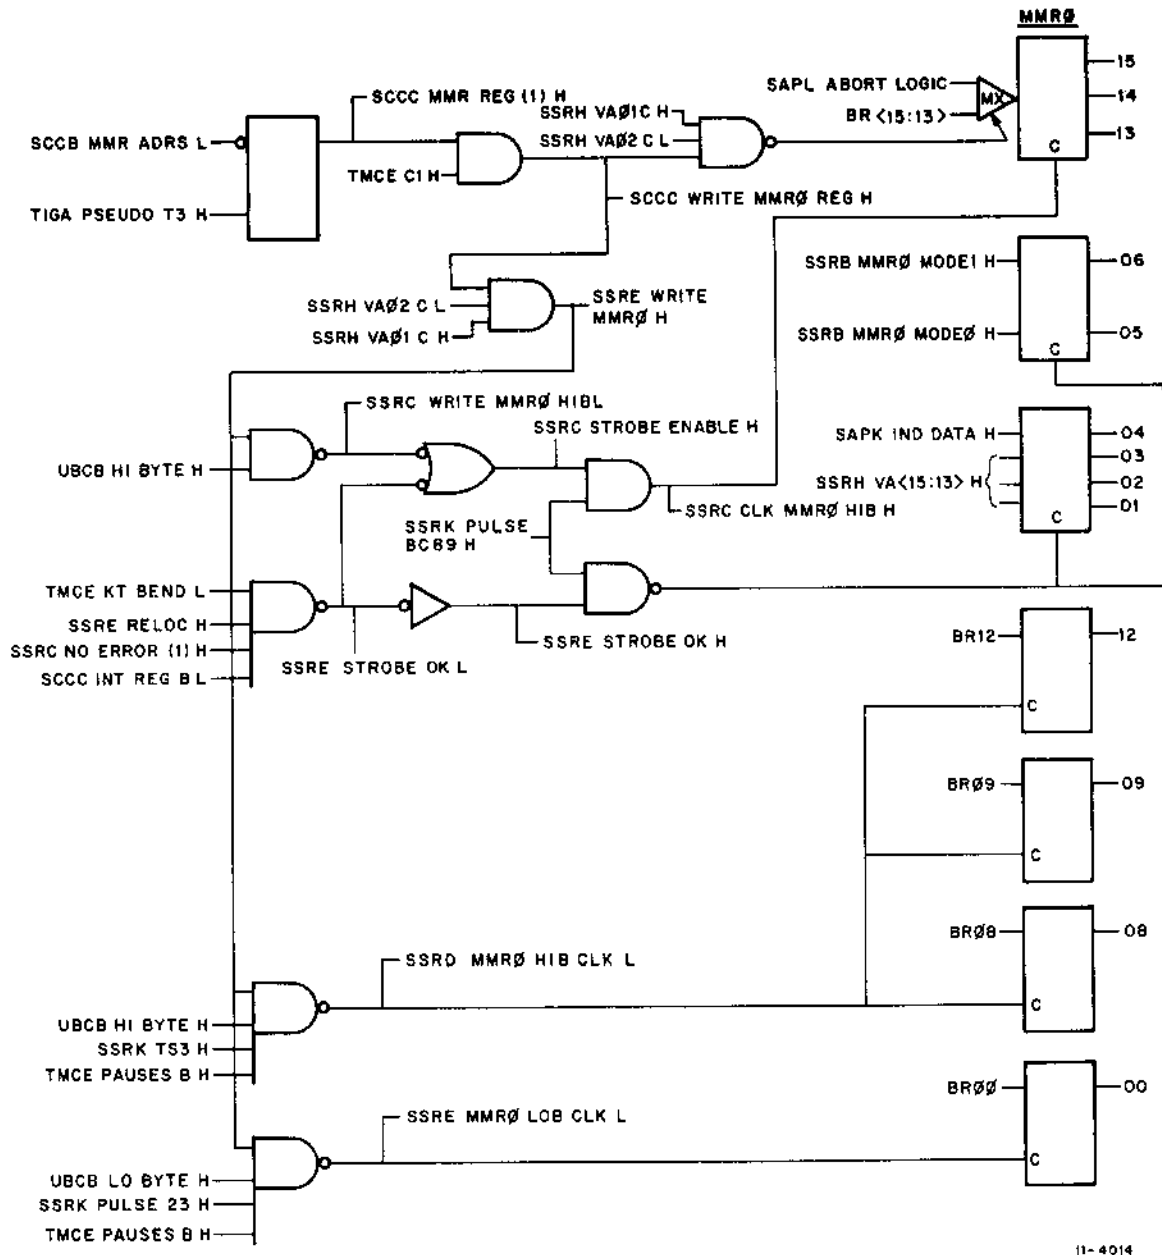 MMRØ
15
SAPL ABORT LOGIC
14
MX
BR <15:13>
13
C
SCCC MMR REG (1) H
SSRH VAØ1C H
SSRH VAØ2 C L
SCCB MMR ADRS L
TMCE C1 H
TIGA PSEUDO T3 H
SCCC WRITE MMRØ REG H
SSRB MMRØ MODE1 H
06
SSRB MMRØ MODEØ H
05
C
SSRH VAØ2 C L
SSRH VAØ1 C H
SSRE WRITE
MMRØ H
SSRC WRITE MMRØ HIBL
SSRC STROBE ENABLE H
UBCB HI BYTE H
SAPK IND DATA H
04
03
SSRH VA<15:13> H
02
01
C
SSRC CLK MMRØ HIB H
SSRK PULSE
BC89 H
TMCE KT BEND L
SSRE RELOC H
SSRC NO ERROR (1) H
SCCC INT REG B L
SSRE STROBE OK L
SSRE STROBE OK H
BR12
12
C
BRØ9
09
C
BRØ8
08
C
SSRD MMRØ HIB CLK L
UBCB HI BYTE H
SSRK TS3 H
TMCE PAUSES B H
BRØØ
00
C
SSRE MMRØ LOB CLK L
UBCB LO BYTE H
SSRK PULSE 23 H
TMCE PAUSES B H
11-4014